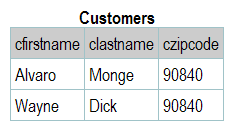 Customers
cfirstname clastname czipcode
Alvaro Monge 90840
Wayne Dick 90840